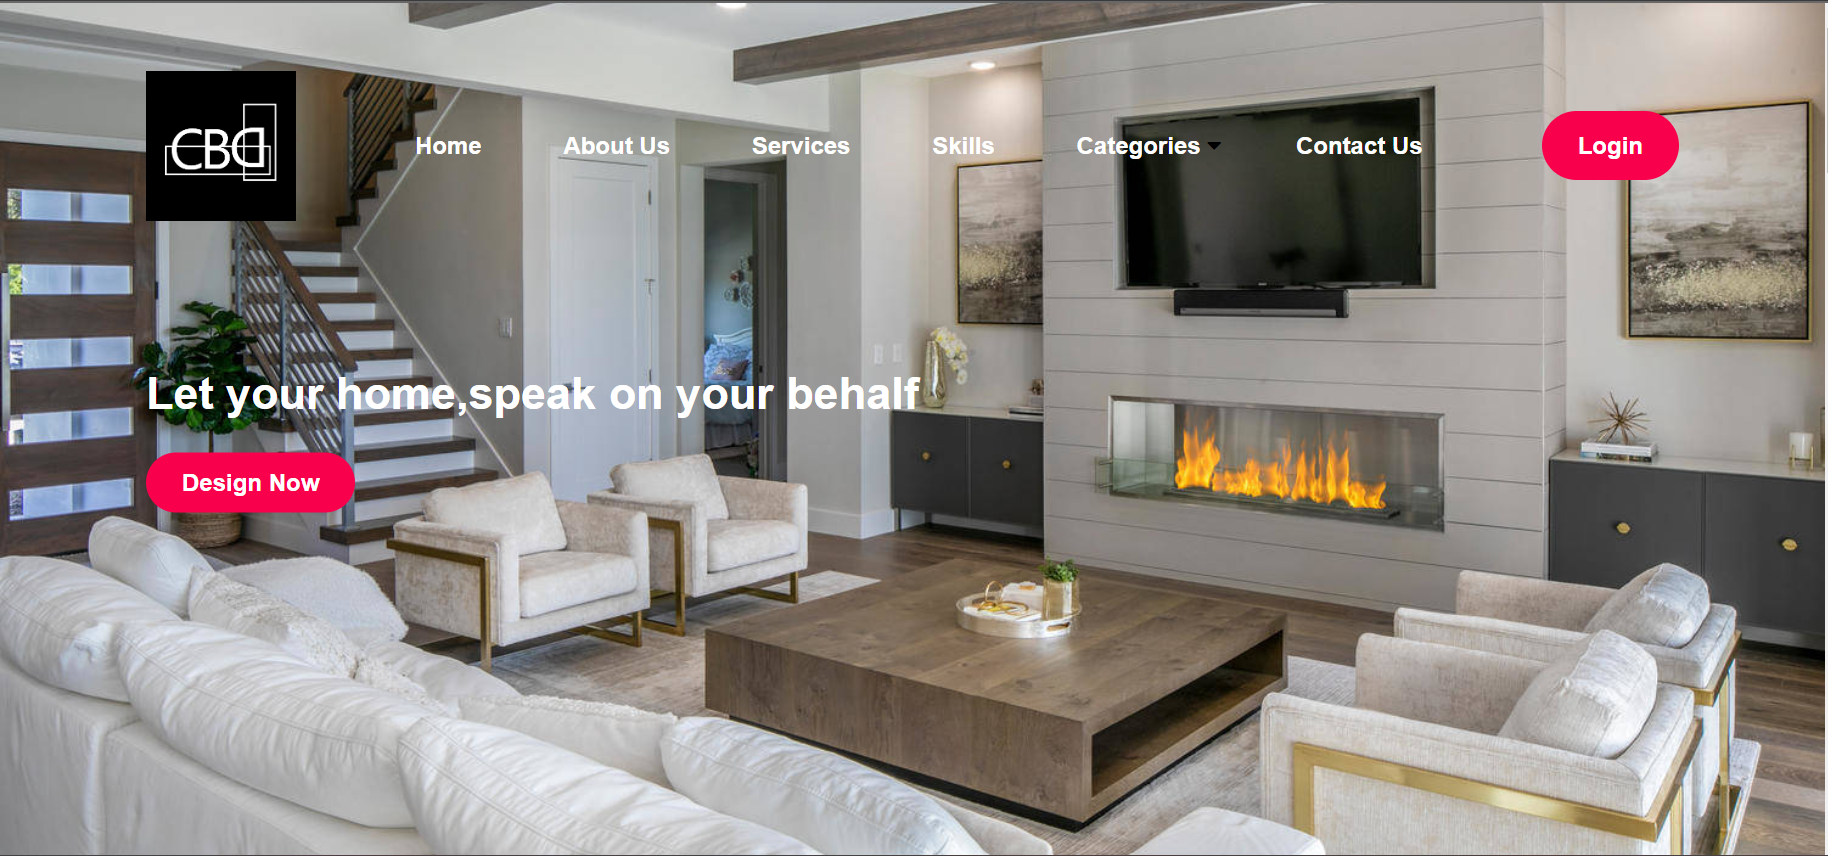 CBD
Home
About Us
Services
Skills
Categories
Contact Us
Login
Let your home,speak on your behalf
Design Now